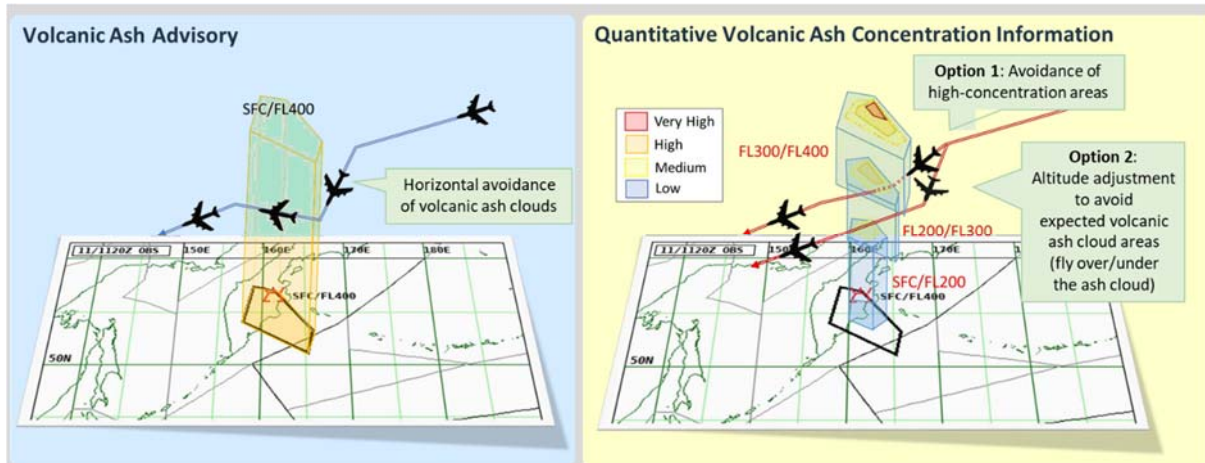 Volcanic Ash Advisory
SFC/FL400
Horizontal avoidance
of volcanic ash clouds
11/1120Z OBS
150E
160E
170E
180E
SFC/FL400
50N
Quantitative Volcanic Ash Concentration Information
Option 1: Avoidance of
high-concentration areas
Very High
High
Medium
Low
FL300/FL400
Option 2:
Altitude adjustment
to avoid
expected volcanic
ash cloud areas
(fly over/under
the ash cloud)
FL200/FL300
11/1120Z OBS
160E
170E
SFC/FL200
SFC/FL400
50N